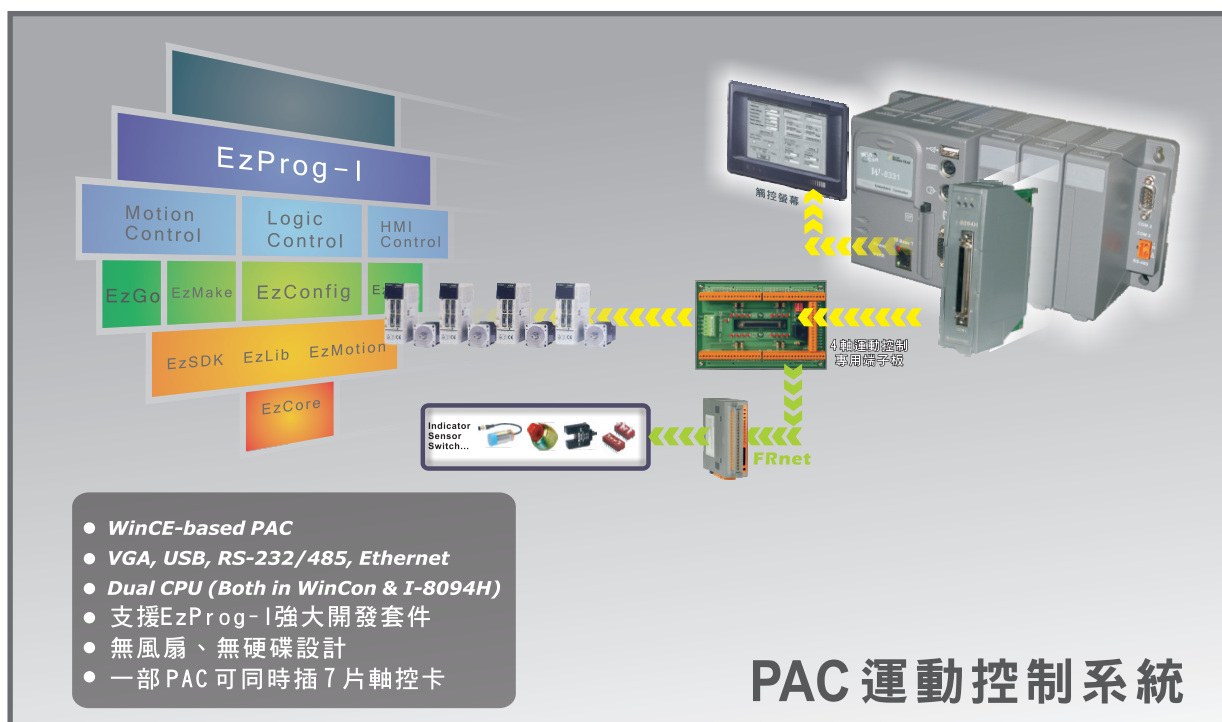 EzProg-I
Motion
Control
Logic
Control
HMI
Control
EzGo
EzMake
EzConfig
EzSDK EzLib EzMotion
EzCore
觸控螢幕
4軸運動控制
專用端子板
Indicator
Sensor
Switch...
FRnet
WinCE-based PAC
VGA, USB, RS-232/485, Ethernet
Dual CPU (Both in WinCon & I-8094H)
支援EzProg-I強大開發套件
無風扇、無硬碟設計
一部PAC可同時插7片軸控卡
PAC運動控制系統